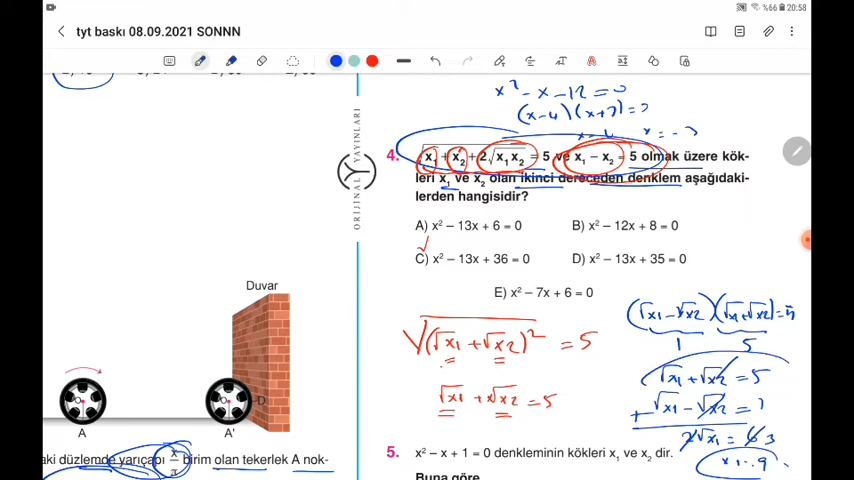 %66 20:58
tyt baskı 08.09.2021 SONNN
x² - x - 12 = 0
(x-4)(x+3)=0
4. √x₁ + x₂ + 2√x₁ x₂ = 5 ve x₁ – x₂ = 5 olmak üzere kök-
leri x₁ ve x₂ olan ikinci dereceden denklem aşağıdaki-
lerden hangisidir?
A) x² – 13x + 6 = 0 B) x² – 12x + 8 = 0
C) x² – 13x + 36 = 0 D) x² – 13x + 35 = 0
E) x² – 7x + 6 = 0
ORİJİNAL YAYINLARI
√(√x1 + √x2)² = 5
√x1 + √x2 = 5
(√x1 - √x2)(√x1 + √x2) = 5
1 5
√x1 + √x2 = 5
+ √x1 - √x2 = 1
2√x1 = 6 3
x1 = 9
Duvar
O O D
A A'
aki düzlemde yarıçapı x/π birim olan tekerlek A nok-
5. x² – x + 1 = 0 denkleminin kökleri x₁ ve x₂ dir.
Buna göre